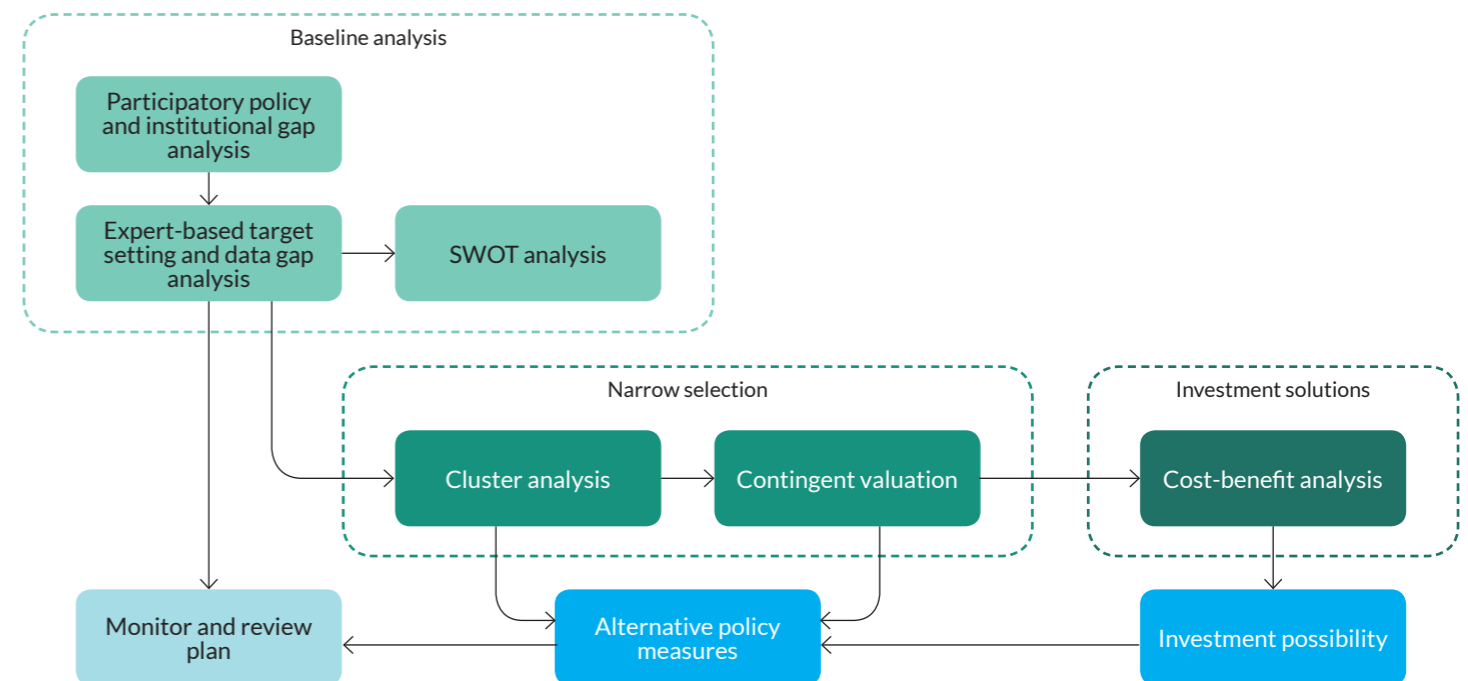 Baseline analysis
Participatory policy
and institutional gap
analysis
Expert-based target
setting and data gap
analysis
SWOT analysis
Narrow selection
Investment solutions
Cluster analysis
Contingent valuation
Cost-benefit analysis
Monitor and review
plan
Alternative policy
measures
Investment possibility